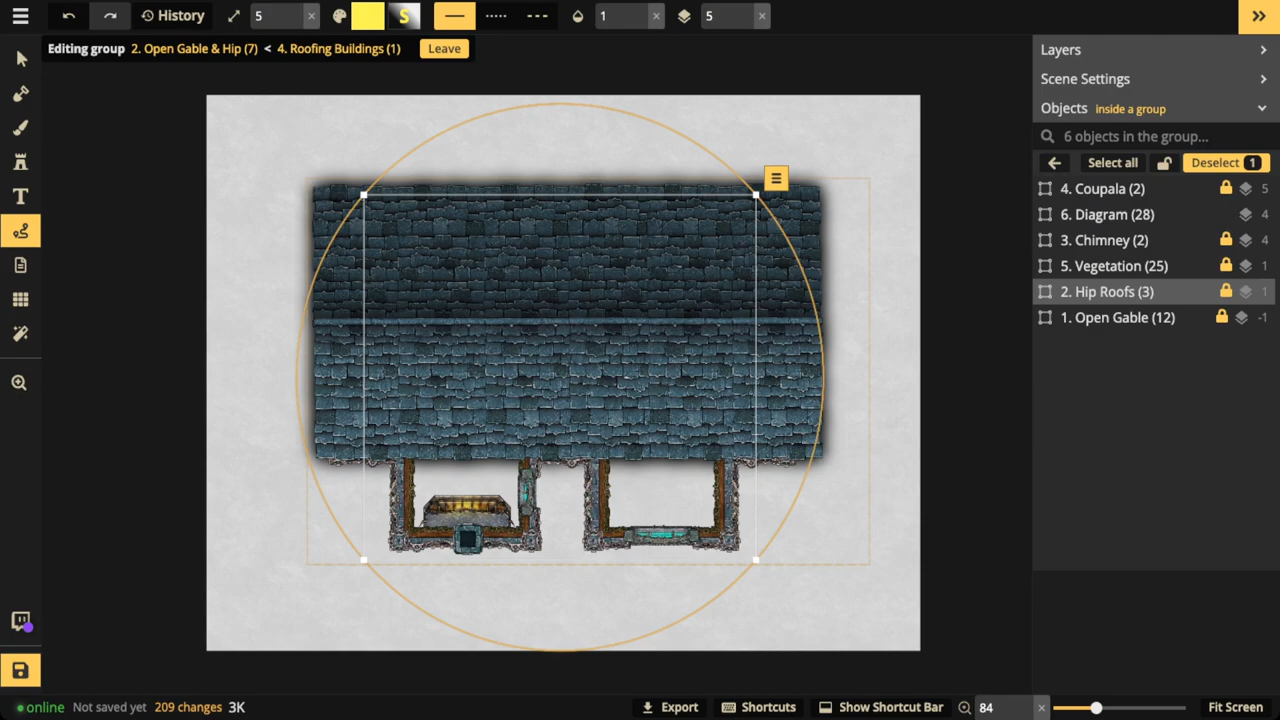 History 5 S 1 5
Editing group 2. Open Gable & Hip (7) < 4. Roofing Buildings (1) Leave
Layers
Scene Settings
Objects inside a group
6 objects in the group...
Select all Deselect 1
4. Coupala (2) 5
6. Diagram (28) 4
3. Chimney (2) 4
5. Vegetation (25) 1
2. Hip Roofs (3) 1
1. Open Gable (12) -1
T
online Not saved yet 209 changes 3K Export Shortcuts Show Shortcut Bar 84 Fit Screen